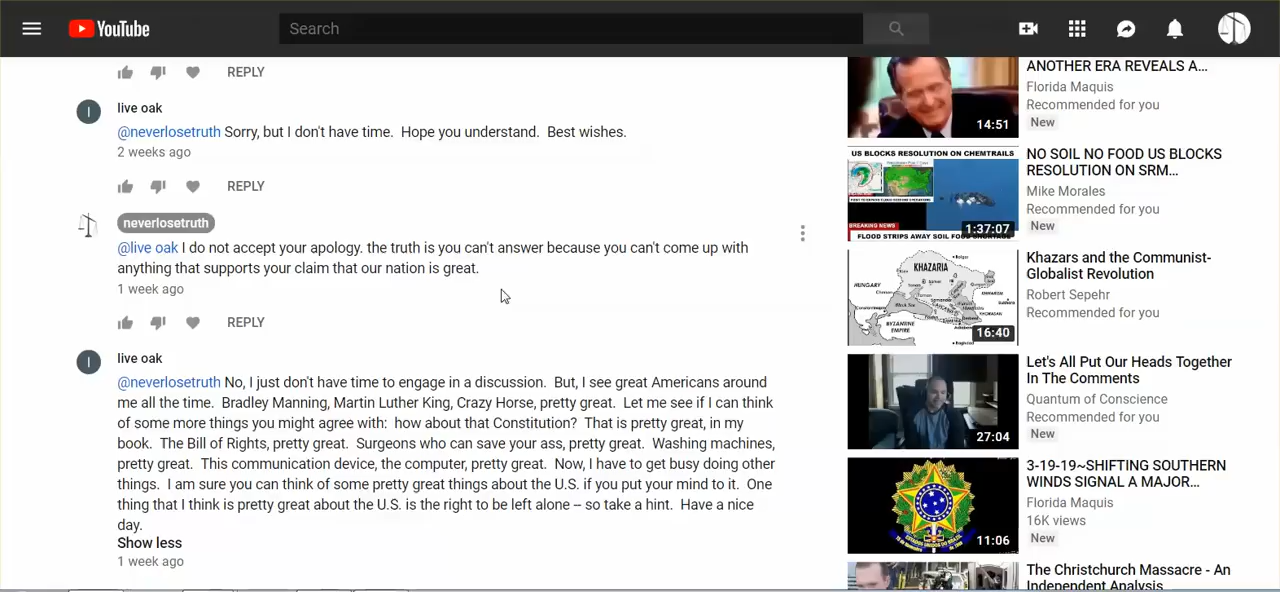 YouTube
Search
REPLY
live oak
@neverlosetruth Sorry, but I don't have time. Hope you understand. Best wishes.
2 weeks ago
REPLY
neverlosetruth
@live oak I do not accept your apology. the truth is you can't answer because you can't come up with
anything that supports your claim that our nation is great.
1 week ago
REPLY
live oak
@neverlosetruth No, I just don't have time to engage in a discussion. But, I see great Americans around
me all the time. Bradley Manning, Martin Luther King, Crazy Horse, pretty great. Let me see if I can think
of some more things you might agree with: how about that Constitution? That is pretty great, in my
book. The Bill of Rights, pretty great. Surgeons who can save your ass, pretty great. Washing machines,
pretty great. This communication device, the computer, pretty great. Now, I have to get busy doing other
things. I am sure you can think of some pretty great things about the U.S. if you put your mind to it. One
thing that I think is pretty great about the U.S. is the right to be left alone -- so take a hint. Have a nice
day.
Show less
1 week ago
14:51
ANOTHER ERA REVEALS A...
Florida Maquis
Recommended for you
New
US BLOCKS RESOLUTION ON CHEMTRAILS
BREAKING NEWS
1:37:07
NO SOIL NO FOOD US BLOCKS
RESOLUTION ON SRM...
Mike Morales
Recommended for you
New
KHAZARIA
HUNGARY
BYZANTINE
EMPIRE
16:40
Khazars and the Communist-
Globalist Revolution
Robert Sepehr
Recommended for you
27:04
Let's All Put Our Heads Together
In The Comments
Quantum of Conscience
Recommended for you
New
11:06
3-19-19~SHIFTING SOUTHERN
WINDS SIGNAL A MAJOR...
Florida Maquis
16K views
New
The Christchurch Massacre - An
Independent Analysis